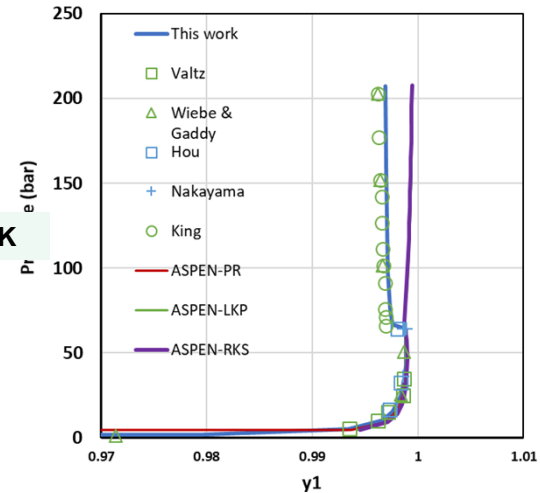 250
This work
Valtz
200
Wiebe &
Gaddy
Hou
150
Nakayama
K
e (bar)
King
100
ASPEN-PR
ASPEN-LKP
50
ASPEN-RKS
0
0.97 0.98 0.99 1 1.01
y1